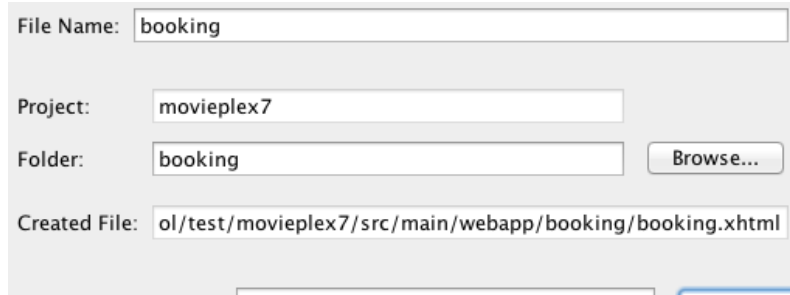 File Name: booking
Project: movieplex7
Folder: booking Browse...
Created File: ol/test/movieplex7/src/main/webapp/booking/booking.xhtml